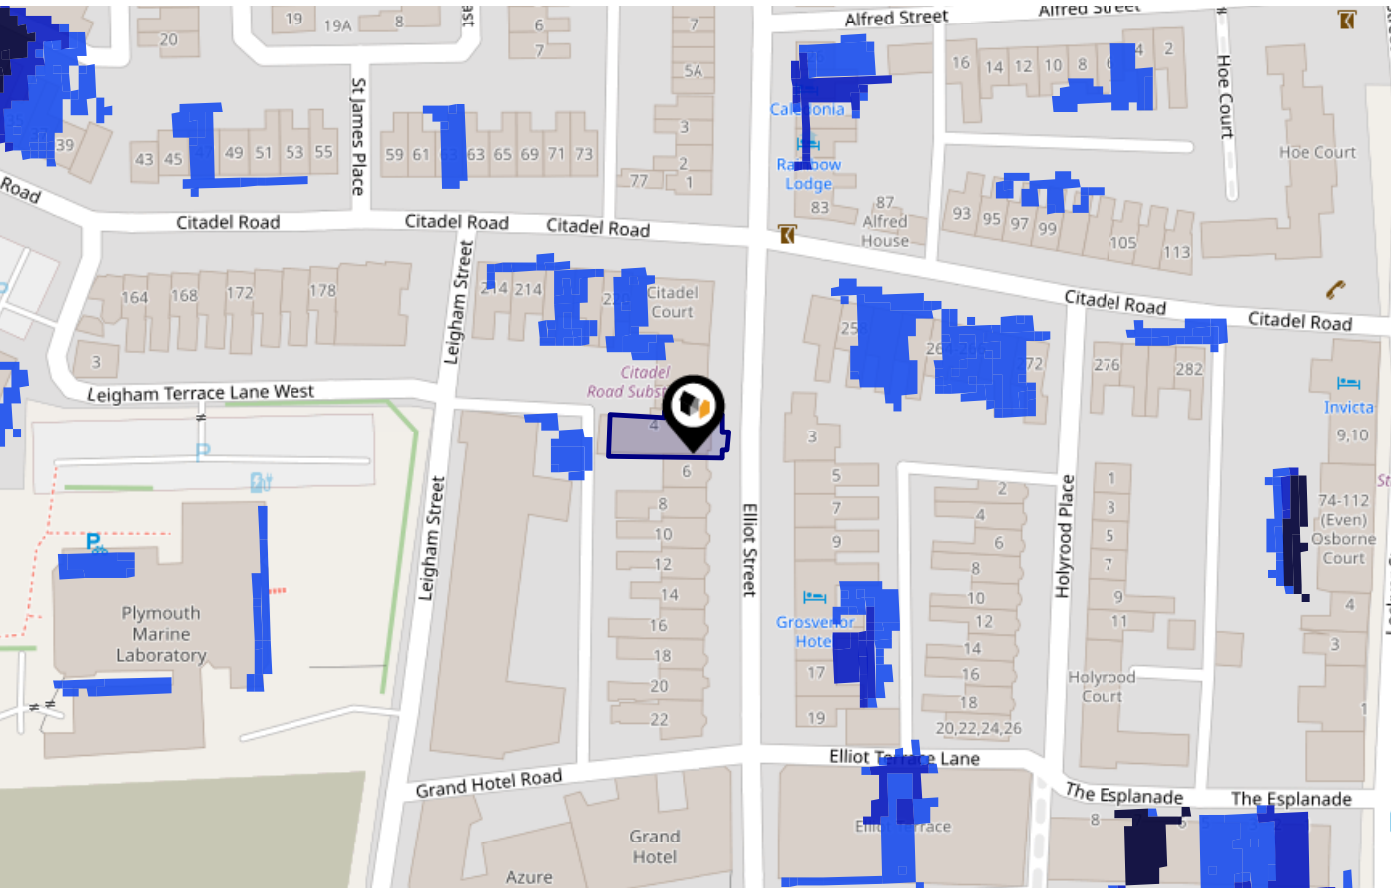 Alfred Street
Alfred Street
19
19A
8
6
7
7
20
5A
16
14
12
10
8
4
2
Hoe Court
Hoe Court
St James Place
Caledonia
Rainbow
Lodge
39
43
45
49
51
53
55
59
61
63
63
65
69
71
73
3
2
1
77
83
87
Alfred
House
93
95
97
99
105
113
Road
Citadel Road
Citadel Road
Citadel Road
Citadel Road
Citadel Road
164
168
172
178
214
214
Citadel
Court
Leigham Street
3
Leigham Terrace Lane West
Citadel
Road Subst
4
6
25
26
272
276
282
Invicta
9,10
P
P
3
5
7
9
8
10
12
14
16
18
20
22
Elliot Street
Leigham Street
2
4
6
8
10
12
14
16
18
20,22,24,26
Holyrood Place
1
3
5
7
9
11
74-112
(Even)
Osborne
Court
4
3
1
Plymouth
Marine
Laboratory
Grosvenor
Hotel
17
19
Holyrood
Court
Elliot Terrace Lane
Grand Hotel Road
The Esplanade
The Esplanade
8
6
Elliot Terrace
Grand
Hotel
Azure